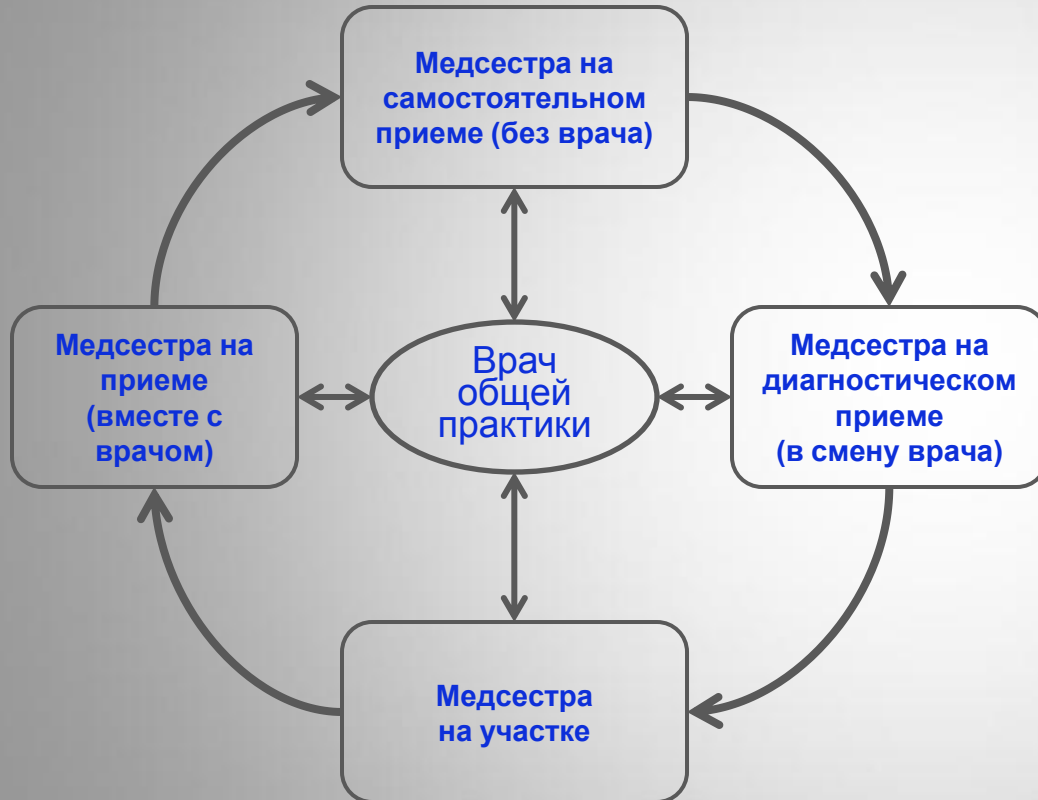 Медсестра на
самостоятельном
приеме (без врача)
Медсестра на
приеме
(вместе с
врачом)
Врач
общей
практики
Медсестра на
диагностическом
приеме
(в смену врача)
Медсестра
на участке